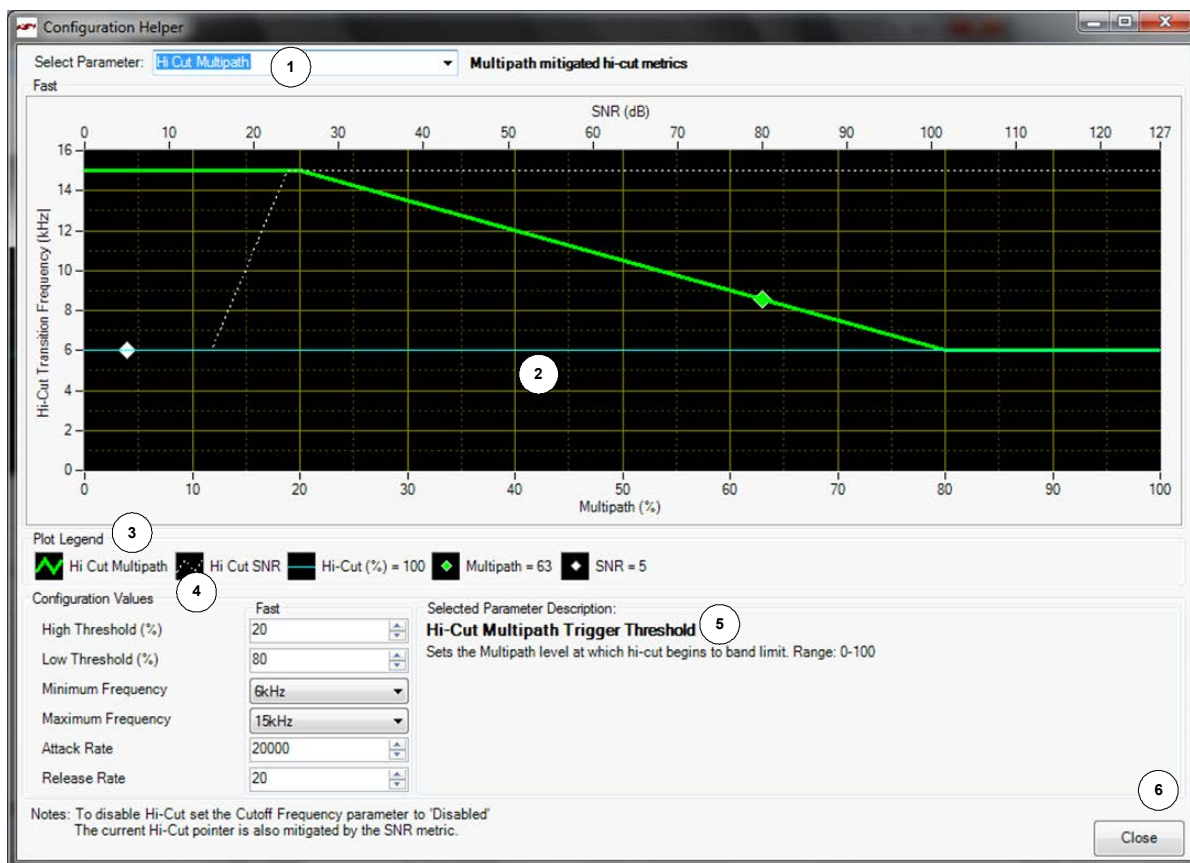 Configuration Helper
Select Parameter: Hi Cut Multipath 1 Multipath mitigated hi-cut metrics
Fast
SNR (dB)
0 10 20 30 40 50 60 70 80 90 100 110 120 127
16
14
12
10
8
6
4
2
0
Hi-Cut Transition Frequency (kHz)
2
0 10 20 30 40 50 60 70 80 90 100
Multipath (%)
Plot Legend 3
Hi Cut Multipath Hi Cut SNR Hi-Cut (%) = 100 Multipath = 63 SNR = 5
4
Configuration Values
Fast
High Threshold (%) 20
Low Threshold (%) 80
Minimum Frequency 6kHz
Maximum Frequency 15kHz
Attack Rate 20000
Release Rate 20
Selected Parameter Description:
Hi-Cut Multipath Trigger Threshold 5
Sets the Multipath level at which hi-cut begins to band limit. Range: 0-100
Notes: To disable Hi-Cut set the Cutoff Frequency parameter to 'Disabled'
The current Hi-Cut pointer is also mitigated by the SNR metric.
6
Close